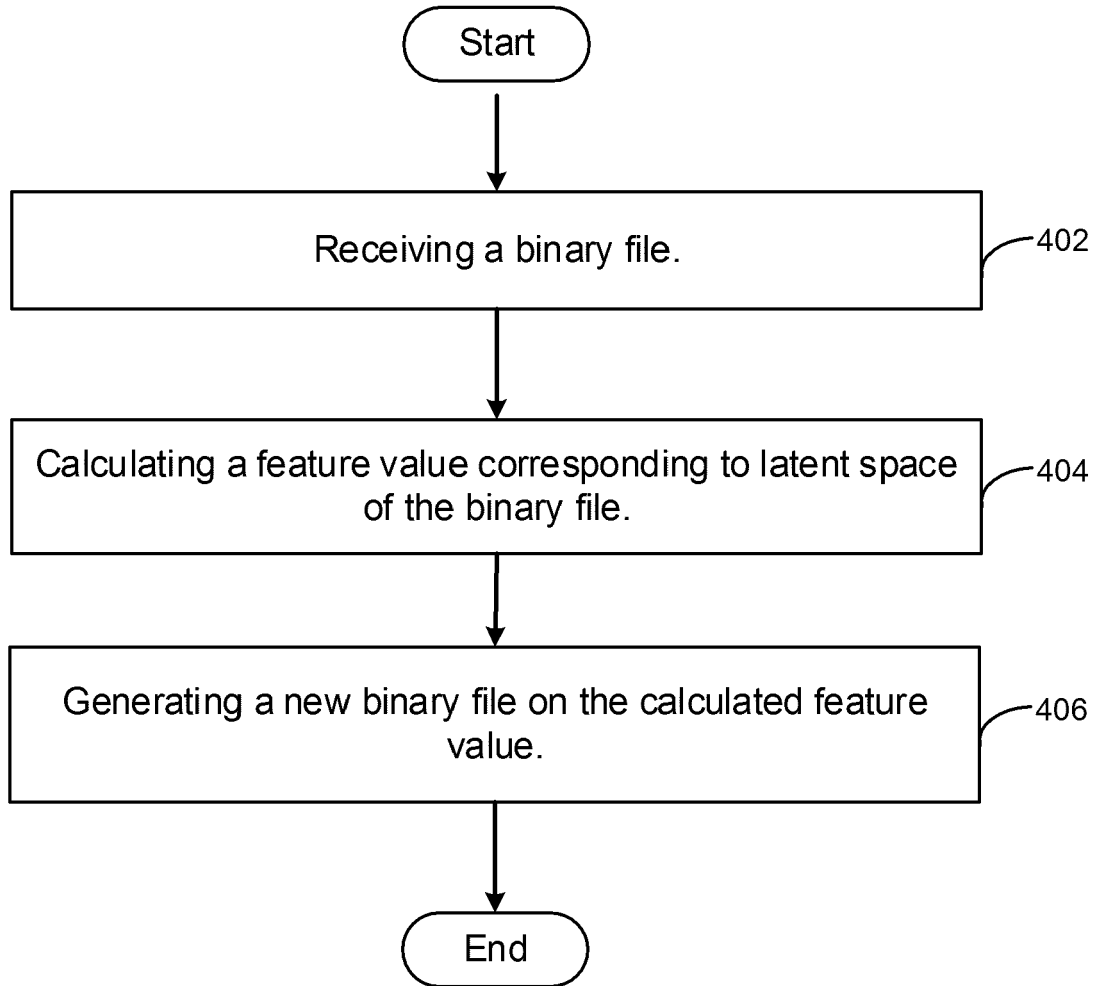 Start
Receiving a binary file.
402
Calculating a feature value corresponding to latent space
of the binary file.
404
Generating a new binary file on the calculated feature
value.
406
End